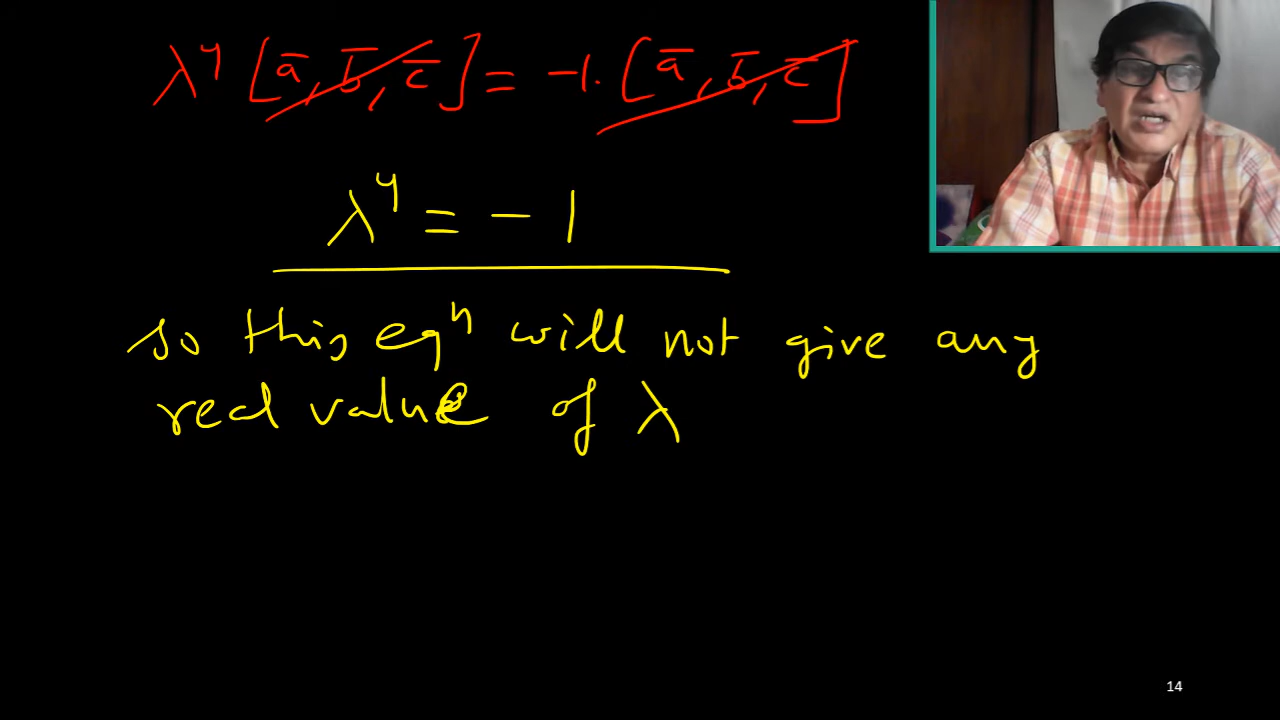 λ⁴ [a̅, b̅, c̅] = -1. [a̅, b̅, c̅]
λ⁴ = - 1
so this eqⁿ will not give any
real value of λ
14